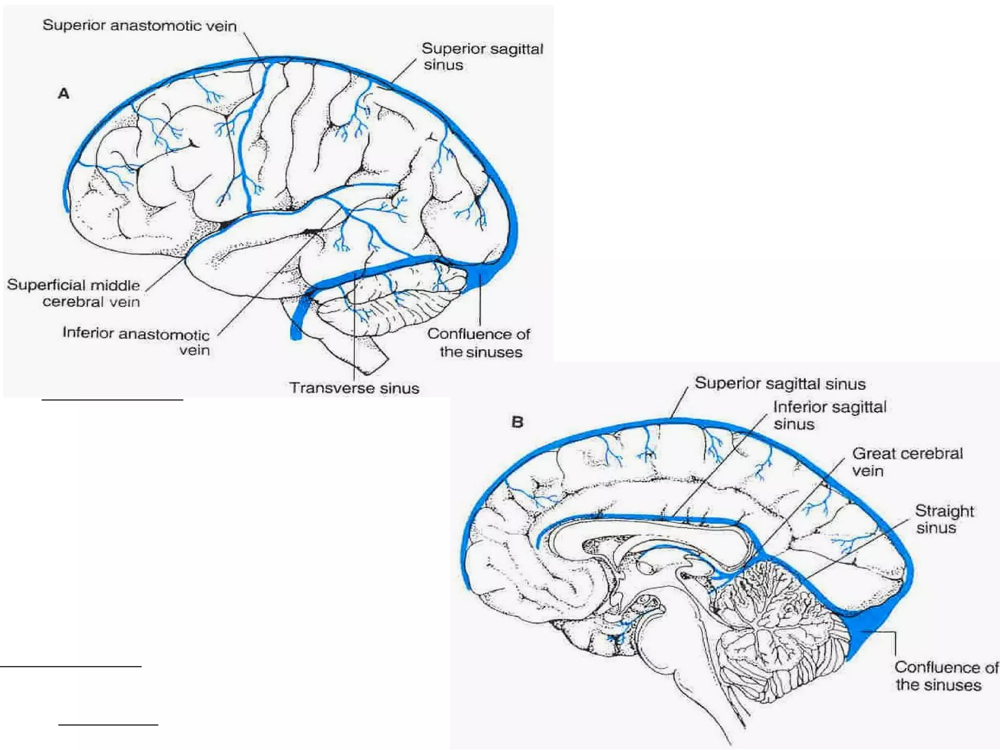 Superior anastomotic vein
Superior sagittal
sinus
A
Superficial middle
cerebral vein
Inferior anastomotic
vein
Confluence of
the sinuses
Transverse sinus
Superior sagittal sinus
Inferior sagittal
sinus
B
Great cerebral
vein
Straight
sinus
Confluence of
the sinuses